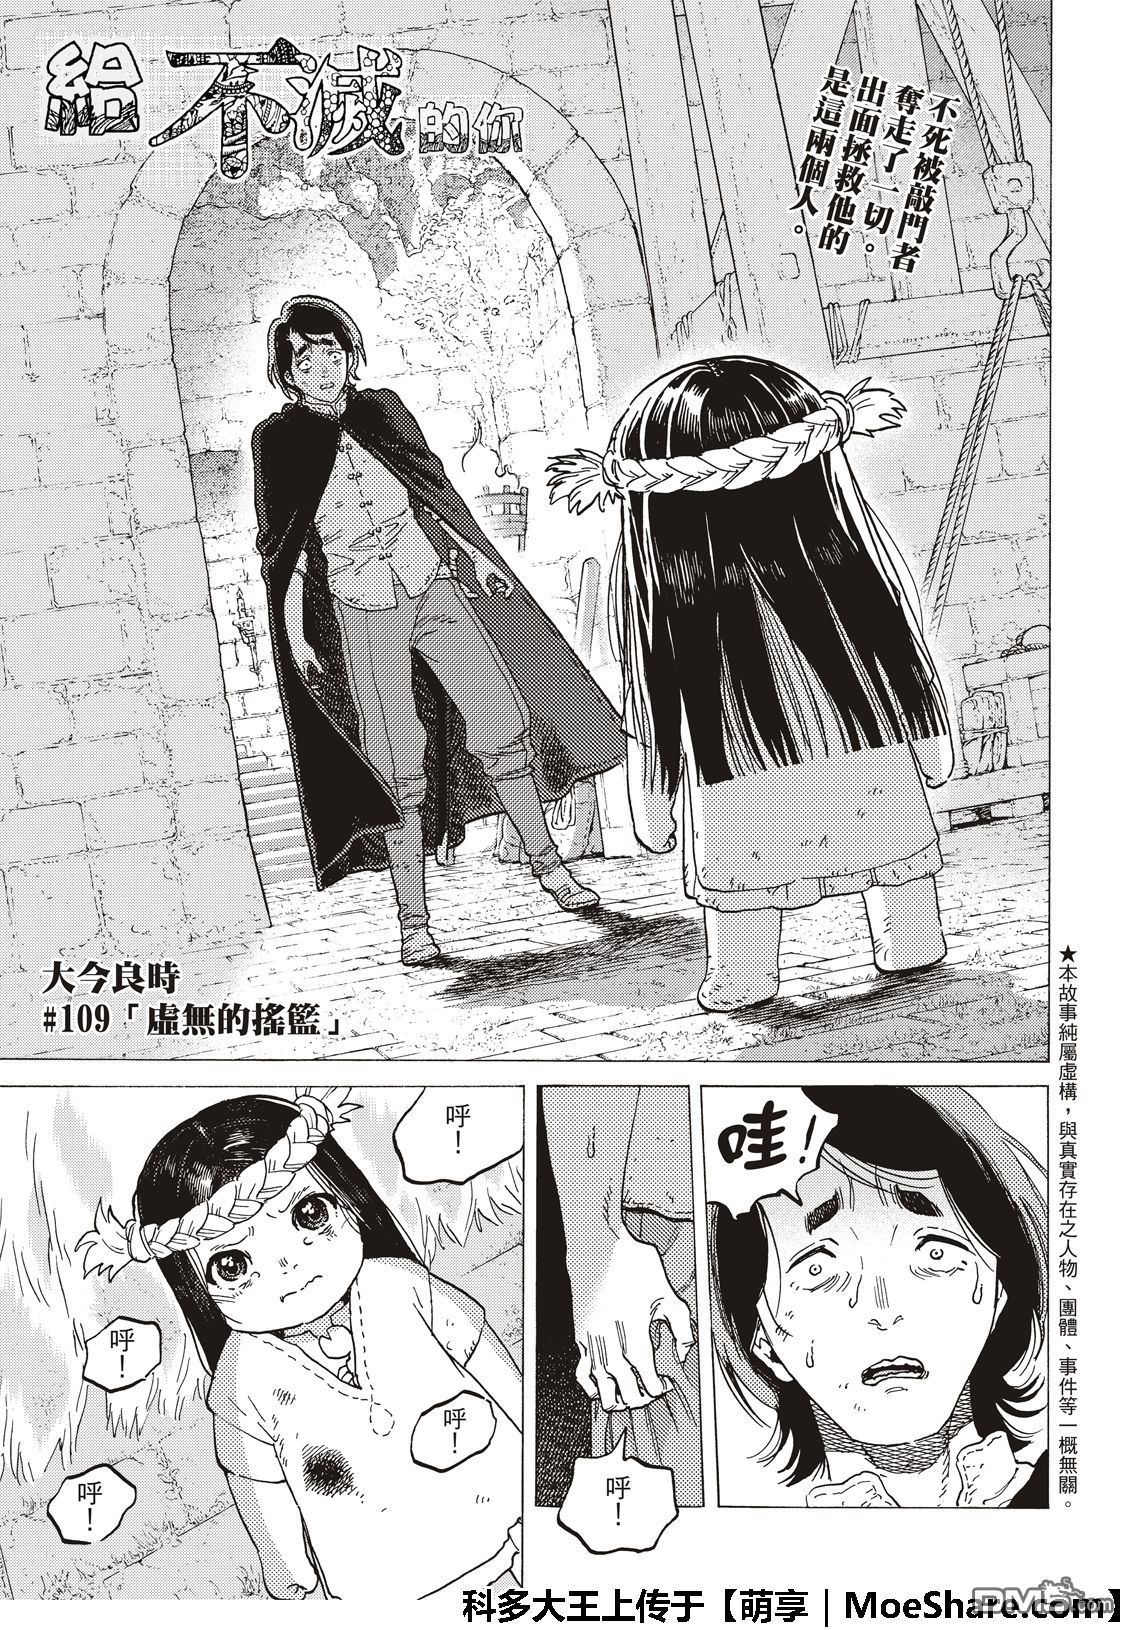 給不滅的你
不死被敲門者
奪走了一切。
出面拯救他的
是這兩個人。
大今良時
#109「虛無的搖籃」
★本故事純屬虛構，與真實存在之人物、團體、事件等一概無關。
哇!
呼!
呼!
呼!
呼!
呼!
科多大王上传于【萌享｜MoeShare.com】